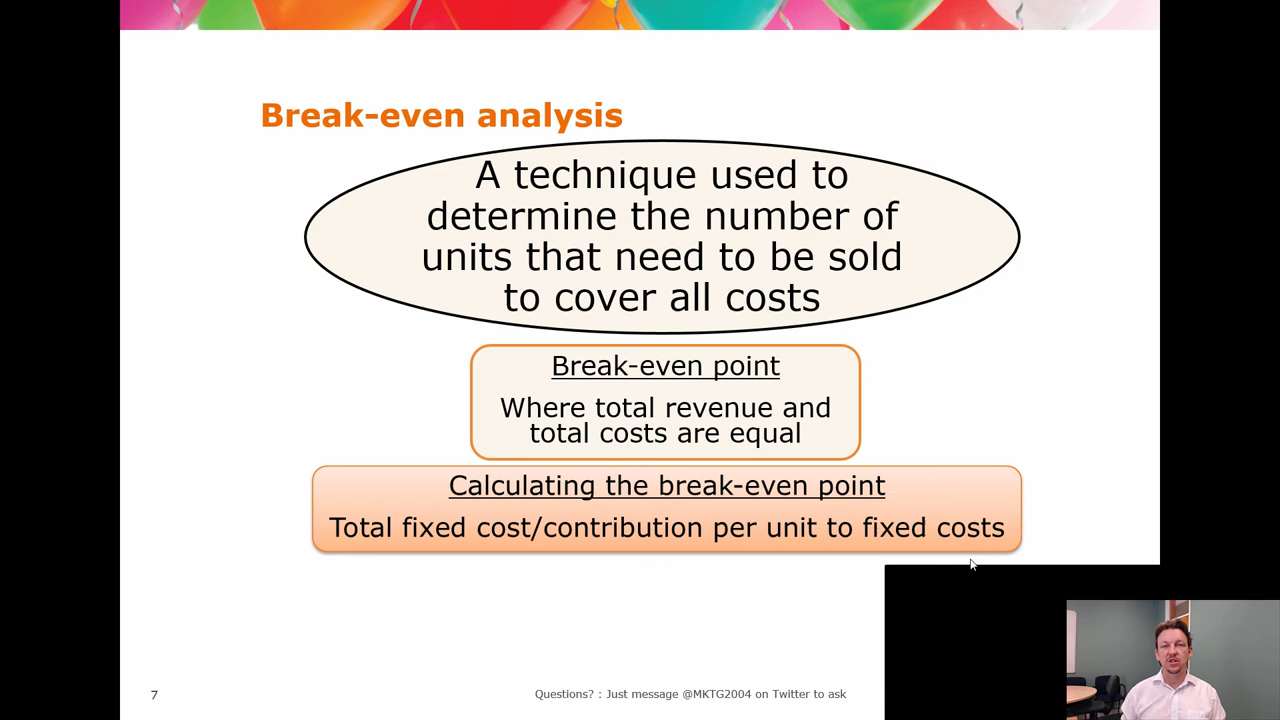 Break-even analysis
A technique used to
determine the number of
units that need to be sold
to cover all costs
Break-even point
Where total revenue and
total costs are equal
Calculating the break-even point
Total fixed cost/contribution per unit to fixed costs
7
Questions? : Just message @MKTG2004 on Twitter to ask